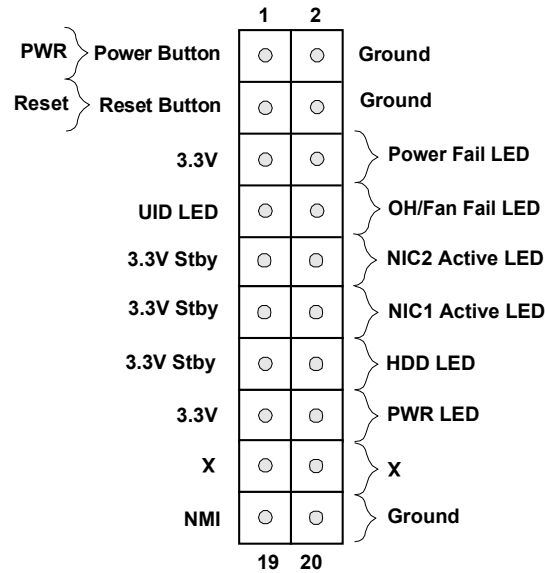 1 2
PWR Power Button Ground
Reset Reset Button Ground
3.3V Power Fail LED
UID LED OH/Fan Fail LED
3.3V Stby NIC2 Active LED
3.3V Stby NIC1 Active LED
3.3V Stby HDD LED
3.3V PWR LED
X X
NMI Ground
19 20